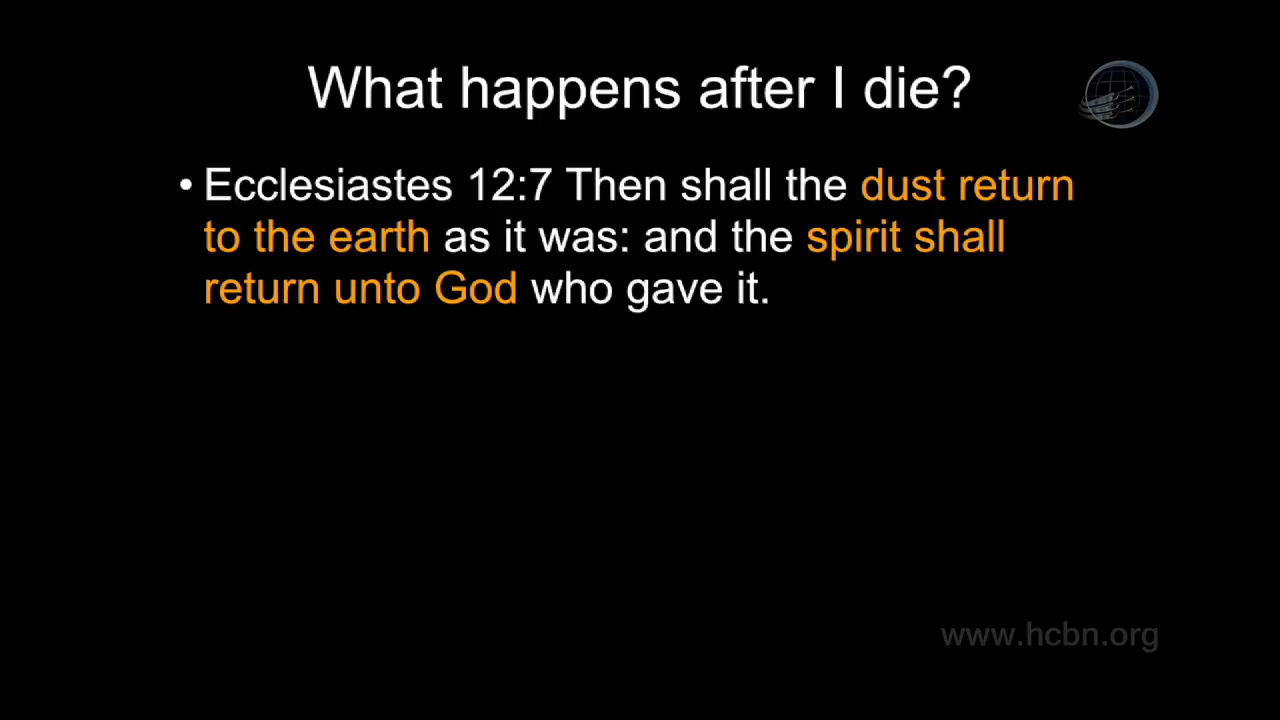 What happens after I die?
• Ecclesiastes 12:7 Then shall the dust return
to the earth as it was: and the spirit shall
return unto God who gave it.
www.hcbn.org